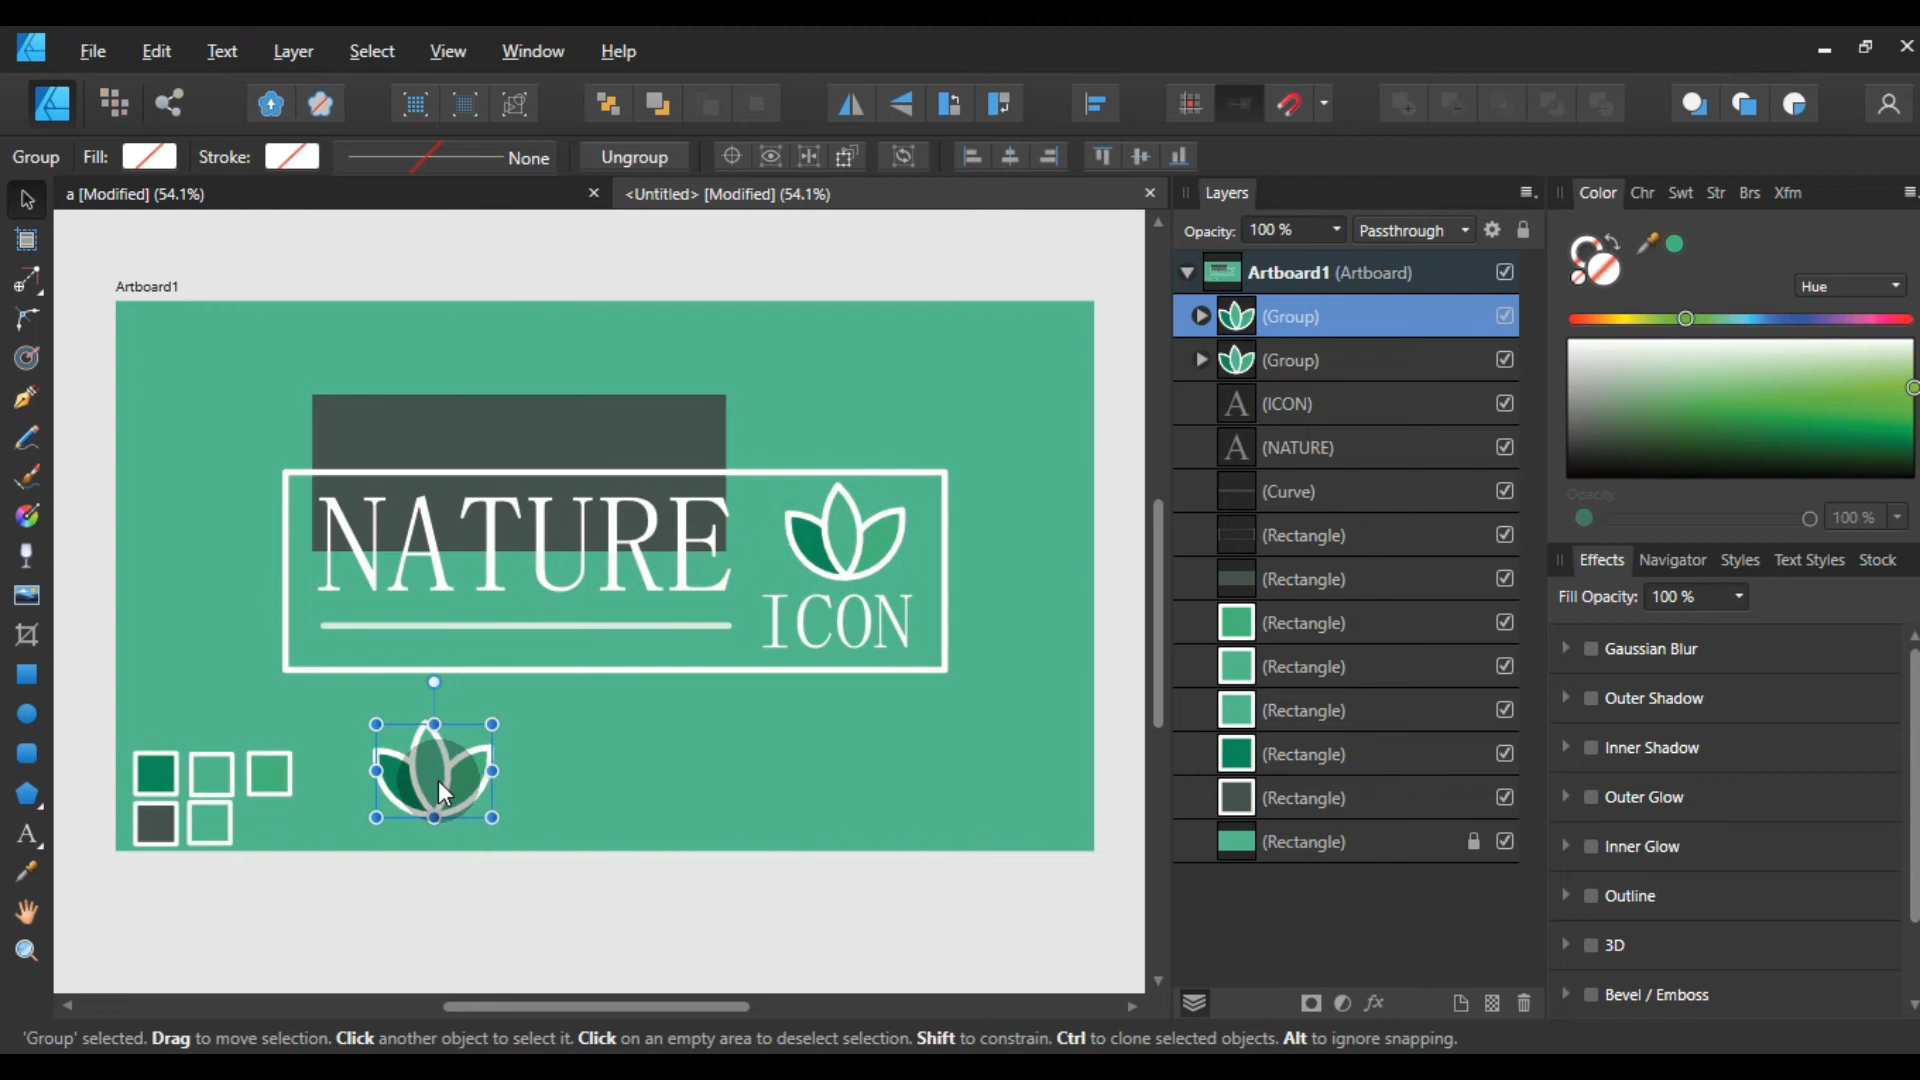 File Edit Text Layer Select View Window Help
Group Fill: Stroke: None Ungroup
a [Modified] (54.1%)
<Untitled> [Modified] (54.1%)
Artboard1
NATURE
ICON
Layers
Opacity: 100 % Passthrough
Artboard1 (Artboard)
(Group)
(Group)
(ICON)
(NATURE)
(Curve)
(Rectangle)
(Rectangle)
(Rectangle)
(Rectangle)
(Rectangle)
(Rectangle)
(Rectangle)
(Rectangle)
Color Chr Swt Str Brs Xfm
Hue
Opacity
100 %
Effects Navigator Styles Text Styles Stock
Fill Opacity: 100 %
Gaussian Blur
Outer Shadow
Inner Shadow
Outer Glow
Inner Glow
Outline
3D
Bevel / Emboss
'Group' selected. Drag to move selection. Click another object to select it. Click on an empty area to deselect selection. Shift to constrain. Ctrl to clone selected objects. Alt to ignore snapping.